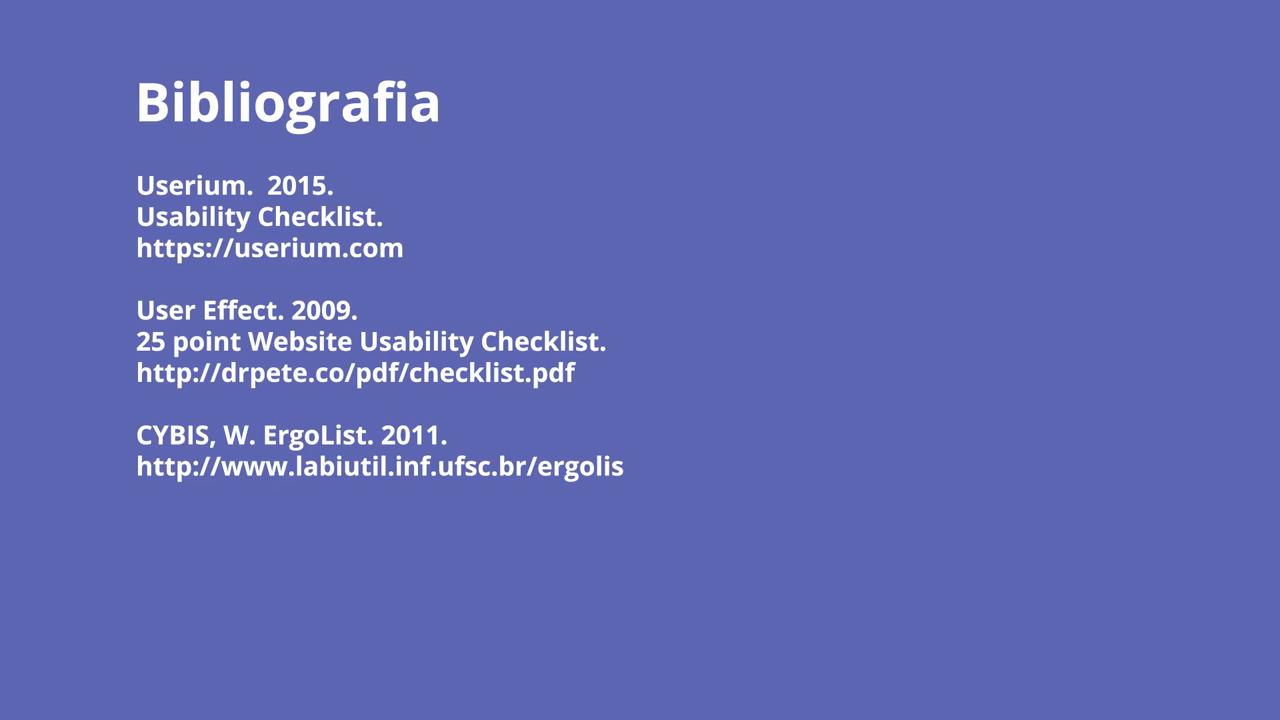 Bibliografia
Userium.  2015.
Usability Checklist.
https://userium.com
User Effect. 2009.
25 point Website Usability Checklist.
http://drpete.co/pdf/checklist.pdf
CYBIS, W. ErgoList. 2011.
http://www.labiutil.inf.ufsc.br/ergolis